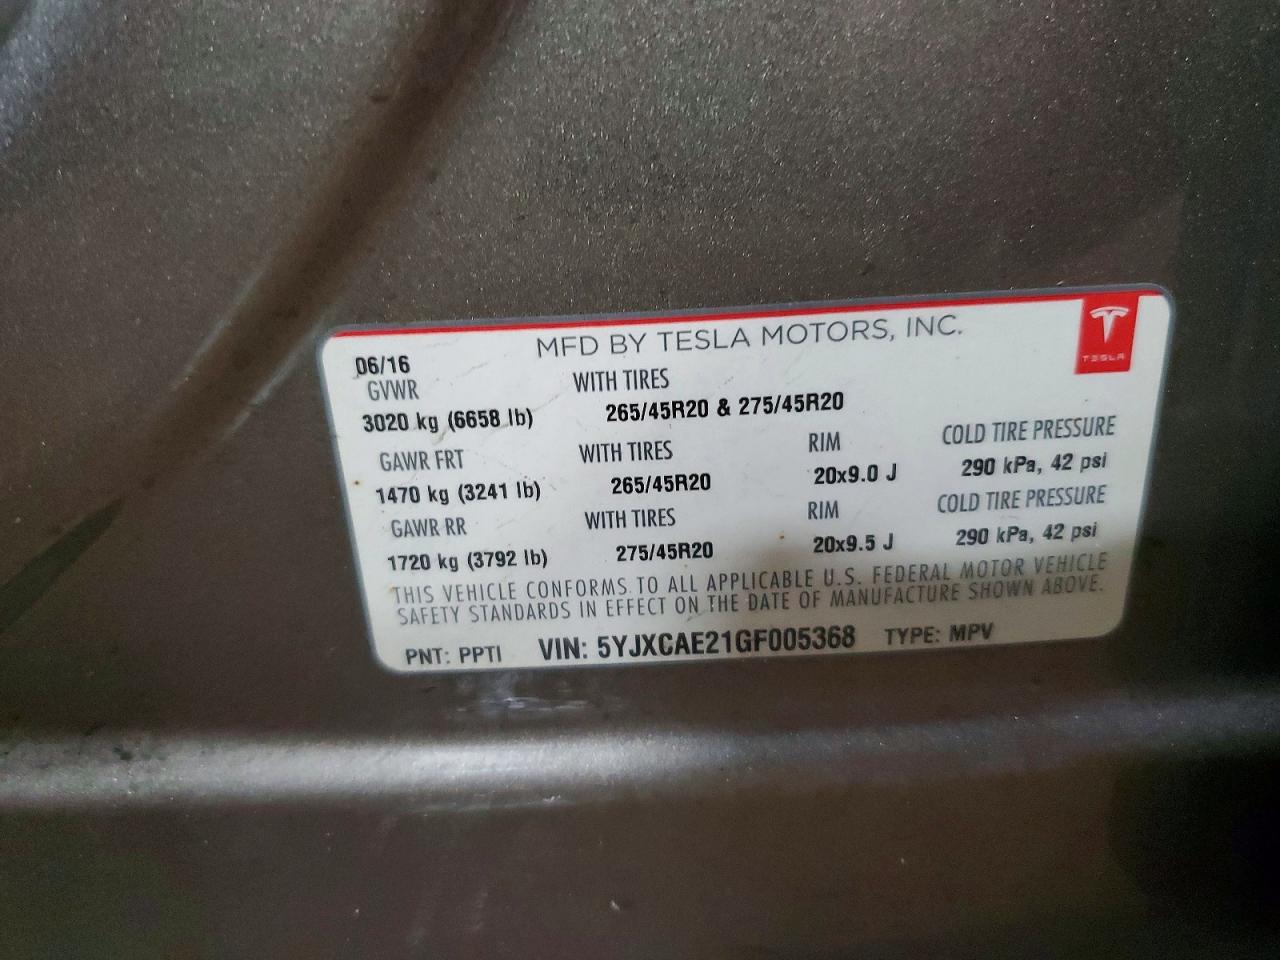 MFD BY TESLA MOTORS, INC.
TESLA
06/16
GVWR WITH TIRES
3020 kg (6658 lb) 265/45R20 & 275/45R20
GAWR FRT WITH TIRES RIM COLD TIRE PRESSURE
1470 kg (3241 lb) 265/45R20 20x9.0 J 290 kPa, 42 psi
GAWR RR WITH TIRES RIM COLD TIRE PRESSURE
1720 kg (3792 lb) 275/45R20 20x9.5 J 290 kPa, 42 psi
THIS VEHICLE CONFORMS TO ALL APPLICABLE U.S. FEDERAL MOTOR VEHICLE
SAFETY STANDARDS IN EFFECT ON THE DATE OF MANUFACTURE SHOWN ABOVE.
PNT: PPTI VIN: 5YJXCAE21GF005368 TYPE: MPV